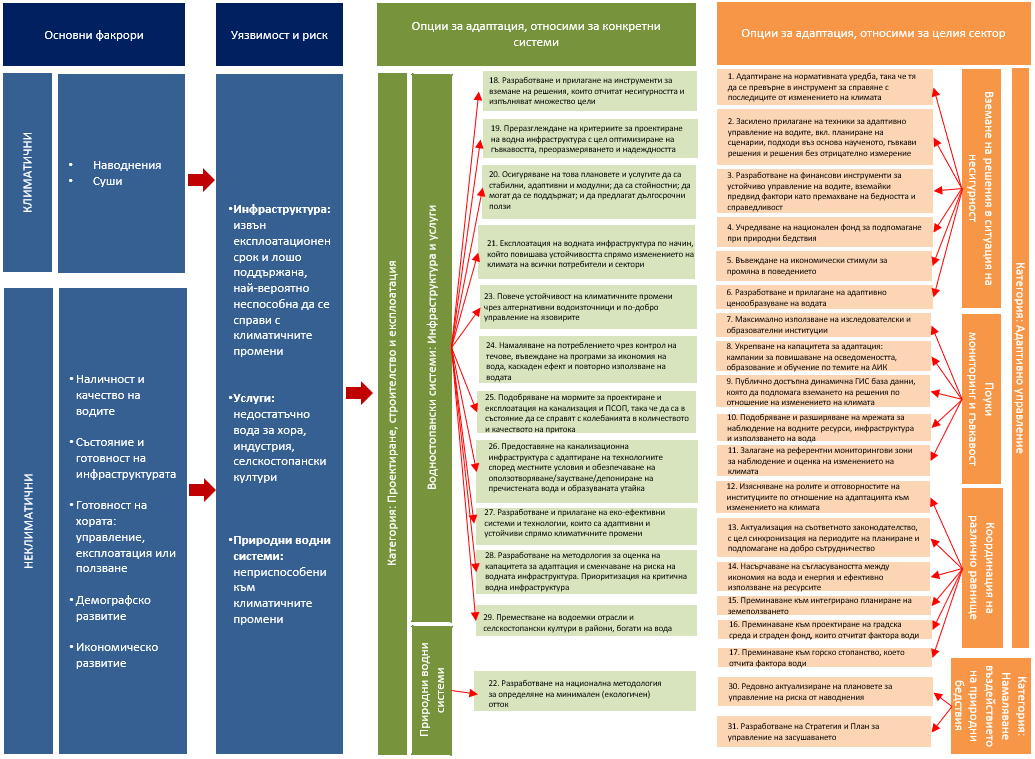 Основни факрори
КЛИМАТИЧНИ
• Наводнения
• Суши
НЕКЛИМАТИЧНИ
• Наличност и
качество на
водите
• Състояние и
готовност на
инфраструктурата
• Готовност на
хората:
управление,
експлоатация или
ползване
• Демографско
развитие
• Икономическо
развитие
Уязвимост и риск
•Инфраструктура:
извън
експлоатационен
срок и лошо
поддържана,
най-вероятно
неспособна да се
справи с
климатичните
промени
•Услуги:
недостатъчно
вода за хора,
индустрия,
селскостопански
култури
•Природни водни
системи:
неприспособени
към
климатичните
промени
Опции за адаптация, относими за конкретни
системи
Категория: Проектиране, строителство и експлоатация
Водностопански системи: Инфраструктура и услуги
18. Разработване и прилагане на инструменти за
вземане на решения, които отчитат несигурността и
изпълняват множество цели
19. Преразглеждане на критериите за проектиране
на водна инфраструктура с цел оптимизиране на
гъвкавостта, преоразмеряването и надеждността
20. Осигуряване на това плановете и услугите да са
стабилни, адаптивни и модулни; да са стойностни; да
могат да се поддържат; и да предлагат дългосрочни
ползи
21. Експлоатация на водната инфраструктура по начин,
който повишава устойчивостта спрямо изменението на
климата на всички потребители и сектори
23. Повече устойчивост на климатичните промени
чрез алтернативни водоизточници и по-добро
управление на язовирите
24. Намаляване на потреблението чрез контрол на
течове, въвеждане на програми за икономия на
вода, каскаден ефект и повторно използване на
водата
25. Подобряване на мормите за проектиране и
експлоатация на канализации и ПСОП, така че да са в
състояние да се справят с колебанията в количеството
и качеството на притока
26. Предоставяне на канализационна
инфраструктура с адаптиране на технологиите
според местните условия и обезпечаване на
оползотворяване/заустване/депониране на
пречистената вода и образуваната утайка
27. Разработване и прилагане на еко-ефективни
системи и технологии, които са адаптивни и
устойчиви спрямо климатичните промени
28. Разработване на методология за оценка на
капацитета за адаптация и смекчаване на риска на
водната инфраструктура. Приоритизация на критична
водна инфраструктура
29. Преместване на водоемки отрасли и
селскостопански култури в райони, богати на вода
Природни водни
системи
22. Разработване на национална методология
за определяне на минимален (екологичен)
отток
Опции за адаптация, относими за целия сектор
1. Адаптиране на нормативната уредба, така че тя
да се превърне в инструмент за справяне с
последиците от изменението на климата
2. Засилено прилагане на техники за адаптивно
управление на водите, вкл. планиране на
сценарии, подходи въз основа наученото, гъвкави
решения и решения без отрицателно измерение
3. Разработване на финансови инструменти за
устойчиво управление на водите, вземайки
предвид фактори като премахване на бедността и
справедливост
4. Учредяване на национален фонд за подпомагане
при природни бедствия
5. Въвеждане на икономически стимули за
промяна в поведението
6. Разработване и прилагане на адаптивно
ценообразуване на водата
7. Максимално използване на изследователски и
образователни институции
8. Укрепване на капацитета за адаптация:
кампании за повишаване на осведомеността,
образование и обучение по темите на АИК
9. Публично достъпна динамична ГИС база данни,
която да подпомага вземането на решения по
отношение на изменението на климата
10. Подобряване и разширяване на мрежата за
наблюдение на водните ресурси, инфраструктура
и използването на вода
11. Залагане на референтни мониторингови зони
за наблюдение и оценка на изменението на
климата
12. Изясняване на ролите и отговорностите на
институциите по отношение на адаптацията към
изменението на климата
13. Актуализация на съответното законодателство,
с цел синхронизация на периодите на планиране и
подпомагане на добро сътрудничество
14. Насърчаване на съгласуваността между
икономия на вода и енергия и ефективно
използване на ресурсите
15. Преминаване към интегрирано планиране на
земеползването
16. Преминаване към проектиране на градска
среда и сграден фонд, които отчитат фактора води
17. Преминаване към горско стопанство, което
отчита фактора води
30. Редовно актуализиране на плановете за
управление на риска от наводнения
31. Разработване на Стратегия и План за
управление на засушаването
Вземане на решения в ситуация на
несигурност
Поуки
мониторинг и гъвкавост
Координация на
различно равнище
Категория: Адаптивно управление
Категория:
Намаляване
въздействието
на природни
бедствия